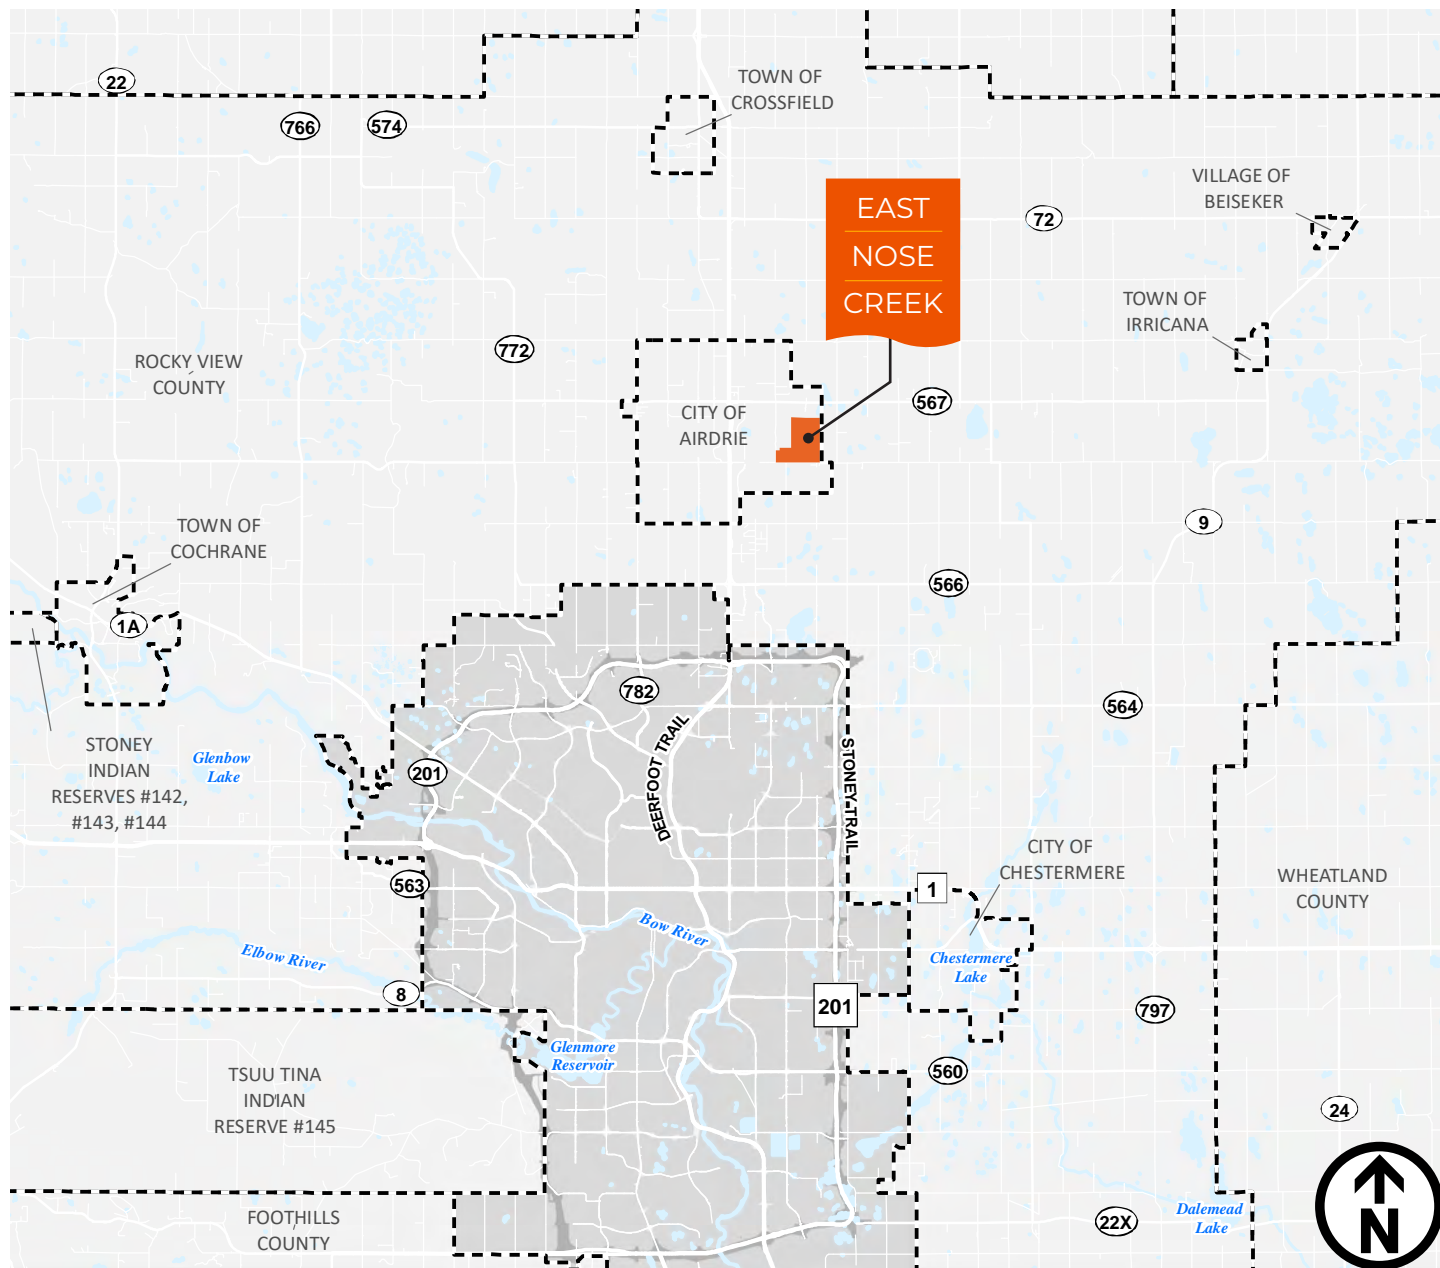 22
TOWN OF
CROSSFIELD
766
574
VILLAGE OF
BEISEKER
EAST
NOSE
CREEK
72
TOWN OF
IRRICANA
772
ROCKY VIEW
COUNTY
567
CITY OF
AIRDRIE
TOWN OF
COCHRANE
9
566
1A
782
564
STONEY
INDIAN
RESERVES #142,
#143, #144
Glenbow
Lake
201
DEERFOOT TRAIL
STONEY TRAIL
CITY OF
CHESTERMERE
563
1
WHEATLAND
COUNTY
Bow River
Elbow River
Chestermere
Lake
8
201
797
Glenmore
Reservoir
560
TSUU TINA
INDIAN
RESERVE #145
24
FOOTHILLS
COUNTY
22X
Dalemead
Lake
N